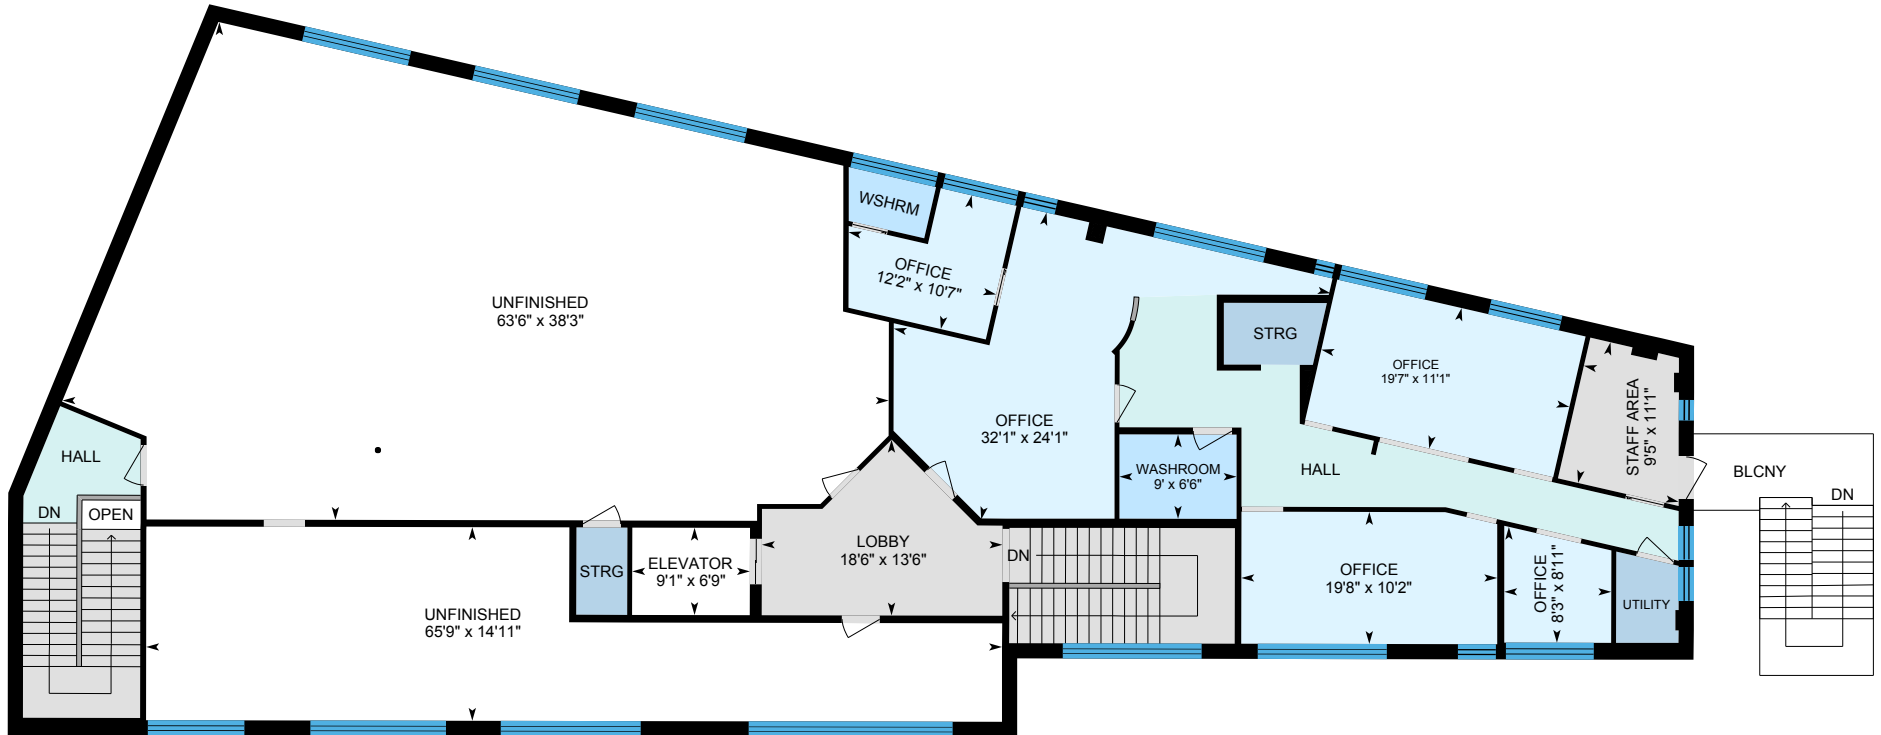 WSHRM
OFFICE
12'2" x 10'7"
UNFINISHED
63'6" x 38'3"
STRG
OFFICE
19'7" x 11'1"
STAFF AREA
9'5" x 11'1"
OFFICE
32'1" x 24'1"
HALL
WASHROOM
9' x 6'6"
HALL
BLCNY
DN
DN
OPEN
LOBBY
18'6" x 13'6"
DN
STRG
ELEVATOR
9'1" x 6'9"
OFFICE
19'8" x 10'2"
OFFICE
8'3" x 8'11"
UTILITY
UNFINISHED
65'9" x 14'11"